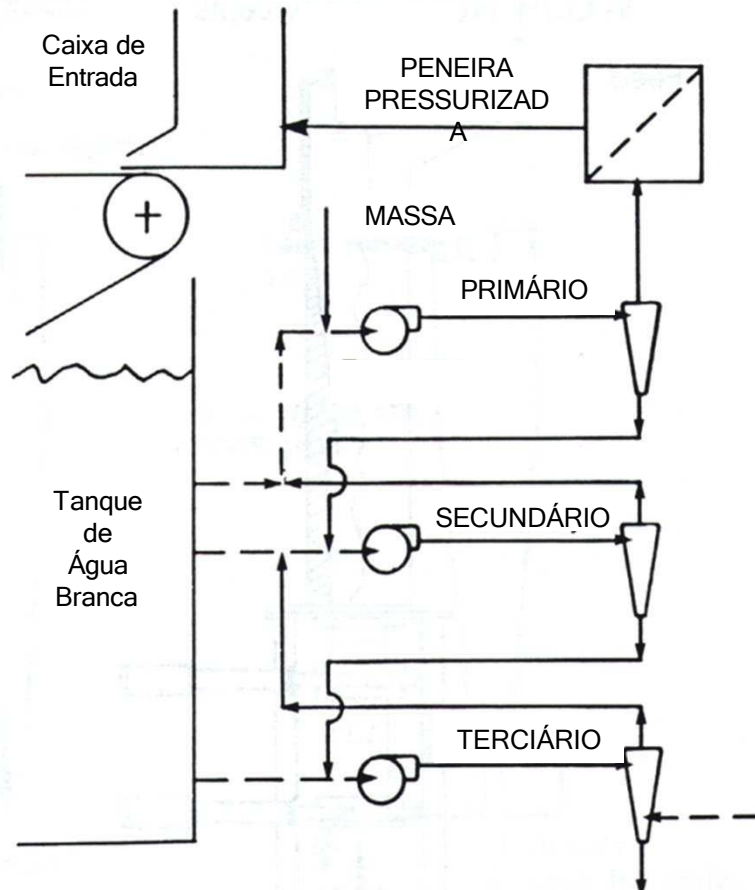 Caixa de
Entrada
PENEIRA
PRESSURIZAD
A
MASSA
PRIMÁRIO
SECUNDÁRIO
Tanque
de
Água
Branca
TERCIÁRIO